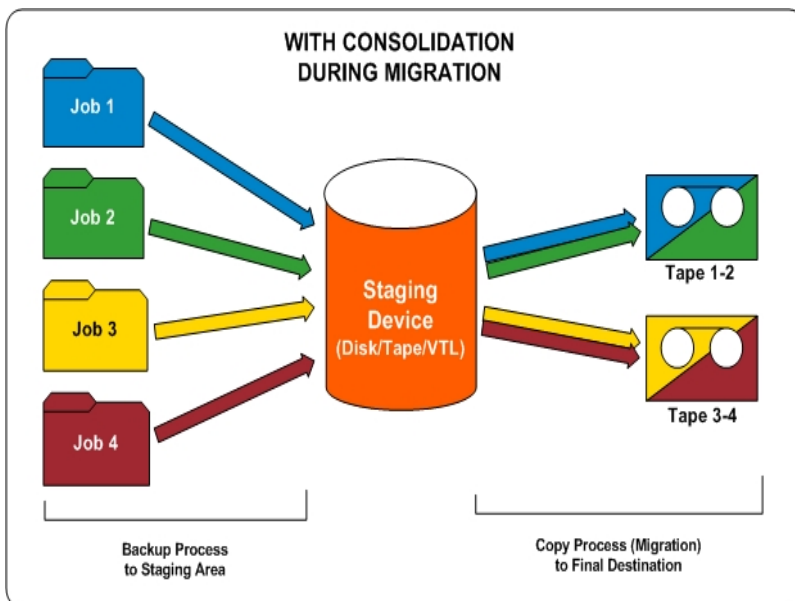 WITH CONSOLIDATION
DURING MIGRATION
Job 1
Job 2
Job 3
Job 4
Staging
Device
(Disk/Tape/VTL)
Tape 1-2
Tape 3-4
Backup Process
to Staging Area
Copy Process (Migration)
to Final Destination